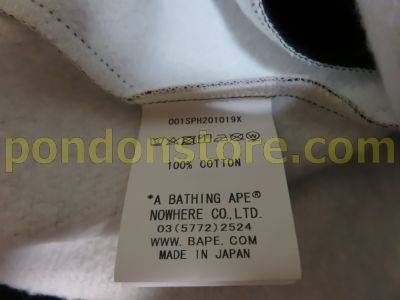 001SPH201019X
pondonstore.com
100% COTTON
*A BATHING APE®
NOWHERE CO.,LTD.
03(5772)2524
WWW.BAPE.COM
MADE IN JAPAN